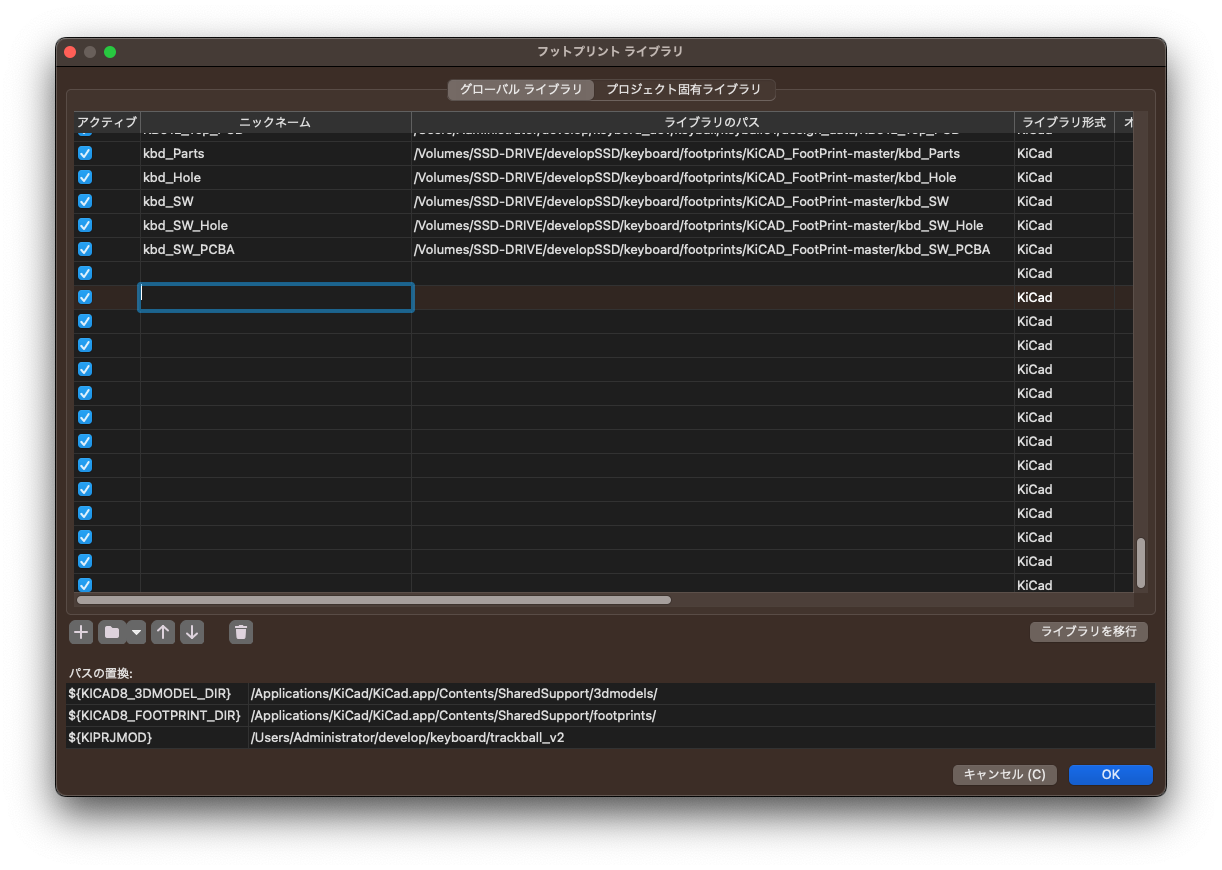 フットプリント ライブラリ
グローバル ライブラリ プロジェクト固有ライブラリ
アクティブ ニックネーム ライブラリのパス ライブラリ形式 オ
kbd_Parts /Volumes/SSD-DRIVE/developSSD/keyboard/footprints/KiCAD_FootPrint-master/kbd_Parts KiCad
kbd_Hole /Volumes/SSD-DRIVE/developSSD/keyboard/footprints/KiCAD_FootPrint-master/kbd_Hole KiCad
kbd_SW /Volumes/SSD-DRIVE/developSSD/keyboard/footprints/KiCAD_FootPrint-master/kbd_SW KiCad
kbd_SW_Hole /Volumes/SSD-DRIVE/developSSD/keyboard/footprints/KiCAD_FootPrint-master/kbd_SW_Hole KiCad
kbd_SW_PCBA /Volumes/SSD-DRIVE/developSSD/keyboard/footprints/KiCAD_FootPrint-master/kbd_SW_PCBA KiCad
KiCad
KiCad
KiCad
KiCad
KiCad
KiCad
KiCad
KiCad
KiCad
KiCad
KiCad
KiCad
KiCad
KiCad
ライブラリを移行
パスの置換:
${KICAD8_3DMODEL_DIR} /Applications/KiCad/KiCad.app/Contents/SharedSupport/3dmodels/
${KICAD8_FOOTPRINT_DIR} /Applications/KiCad/KiCad.app/Contents/SharedSupport/footprints/
${KIPRJMOD} /Users/Administrator/develop/keyboard/trackball_v2
キャンセル (C) OK